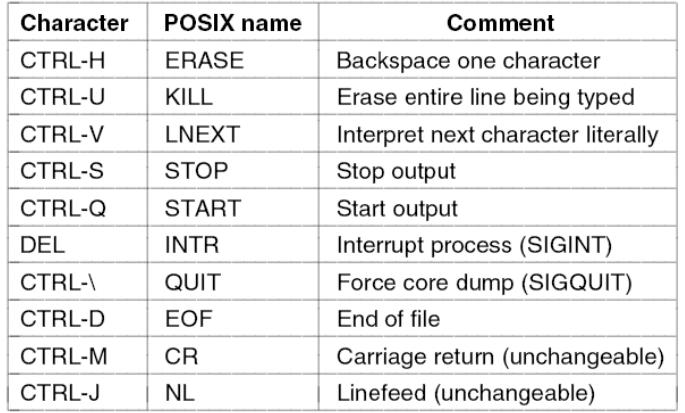 Character POSIX name Comment
CTRL-H ERASE Backspace one character
CTRL-U KILL Erase entire line being typed
CTRL-V LNEXT Interpret next character literally
CTRL-S STOP Stop output
CTRL-Q START Start output
DEL INTR Interrupt process (SIGINT)
CTRL-\ QUIT Force core dump (SIGQUIT)
CTRL-D EOF End of file
CTRL-M CR Carriage return (unchangeable)
CTRL-J NL Linefeed (unchangeable)